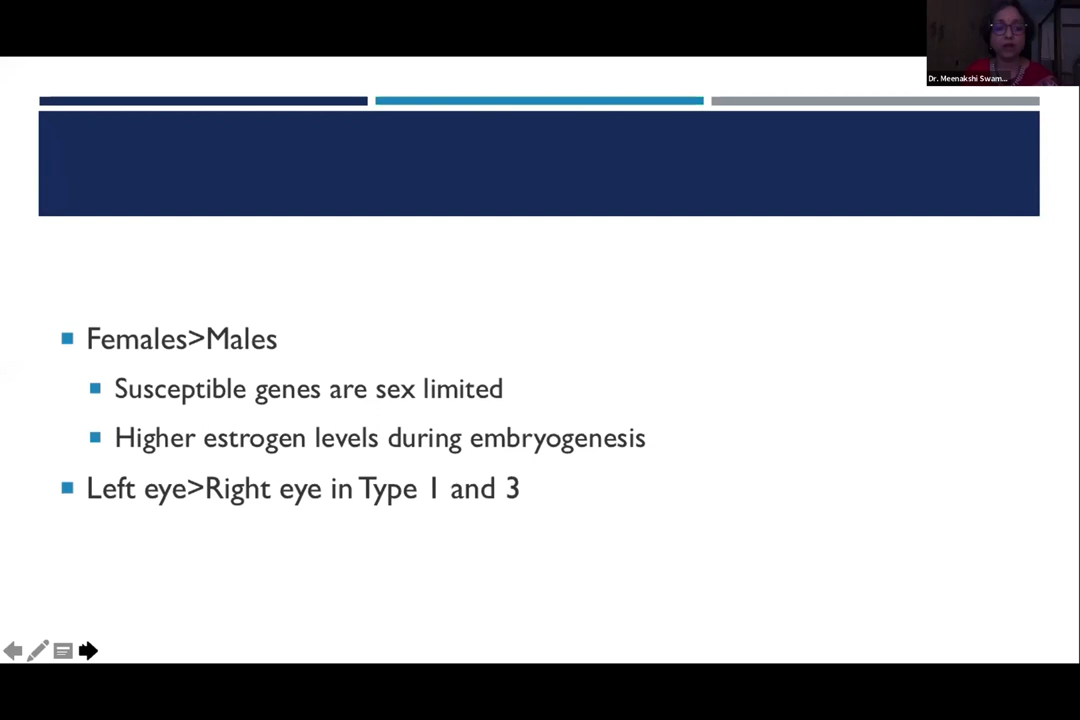 Dr. Meenakshi Swam...
Females>Males
Susceptible genes are sex limited
Higher estrogen levels during embryogenesis
Left eye>Right eye in Type 1 and 3